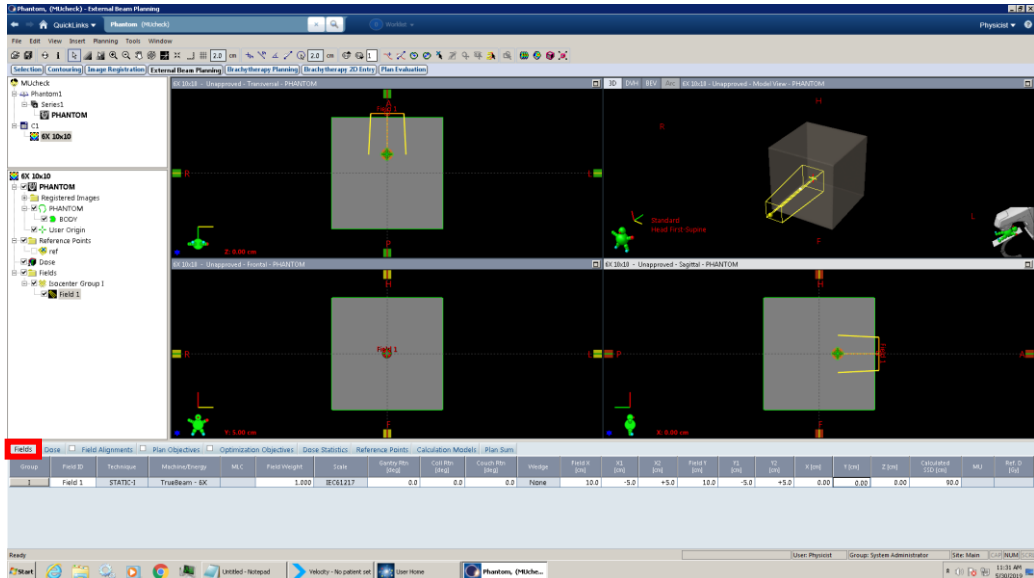 Phantom, (MUcheck) - External Beam Planning
QuickLinks
Phantom (MUcheck)
Worklist
Physicist
File Edit View Insert Planning Tools Window
2.0 cm
2.0 cm
1
Selection Contouring Image Registration External Beam Planning Brachytherapy Planning Brachytherapy 2D Entry Plan Evaluation
MUcheck
Phantom1
Series1
PHANTOM
C1
6X 10x10
6X 10x10
PHANTOM
Registered Images
PHANTOM
BODY
User Origin
Reference Points
ref
Dose
Fields
Isocenter Group I
Field 1
6X 10x10 - Unapproved - Transversal - PHANTOM
A
Field 1
R
L
P
Z: 0.00 cm
3D DVH BEV Arc 6X 10x10 - Unapproved - Model View - PHANTOM
H
R
L
F
Standard
Head First-Supine
6X 10x10 - Unapproved - Frontal - PHANTOM
H
R
Field 1
L
F
Y: 5.00 cm
6X 10x10 - Unapproved - Sagittal - PHANTOM
H
P
Field 1
A
F
X: 0.00 cm
Fields Dose Field Alignments Plan Objectives Optimization Objectives Dose Statistics Reference Points Calculation Models Plan Sum
Group Field ID Technique Machine/Energy MLC Field Weight Scale Gantry Rtn [deg] Coll Rtn [deg] Couch Rtn [deg] Wedge Field X [cm] X1 [cm] X2 [cm] Field Y [cm] Y1 [cm] Y2 [cm] X [cm] Y [cm] Z [cm] Calculated SSD [cm] MU Ref. D [Gy]
I Field 1 STATIC-I TrueBeam - 6X 1.000 IEC61217 0.0 0.0 0.0 None 10.0 -5.0 +5.0 10.0 -5.0 +5.0 0.00 0.00 0.00 90.0
Ready
User: Physicist Group: System Administrator Site: Main CAP NUM
Start
Untitled - Notepad
Velocity - No patient set
User Home
Phantom, (MUche...
11:31 AM
5/30/2019